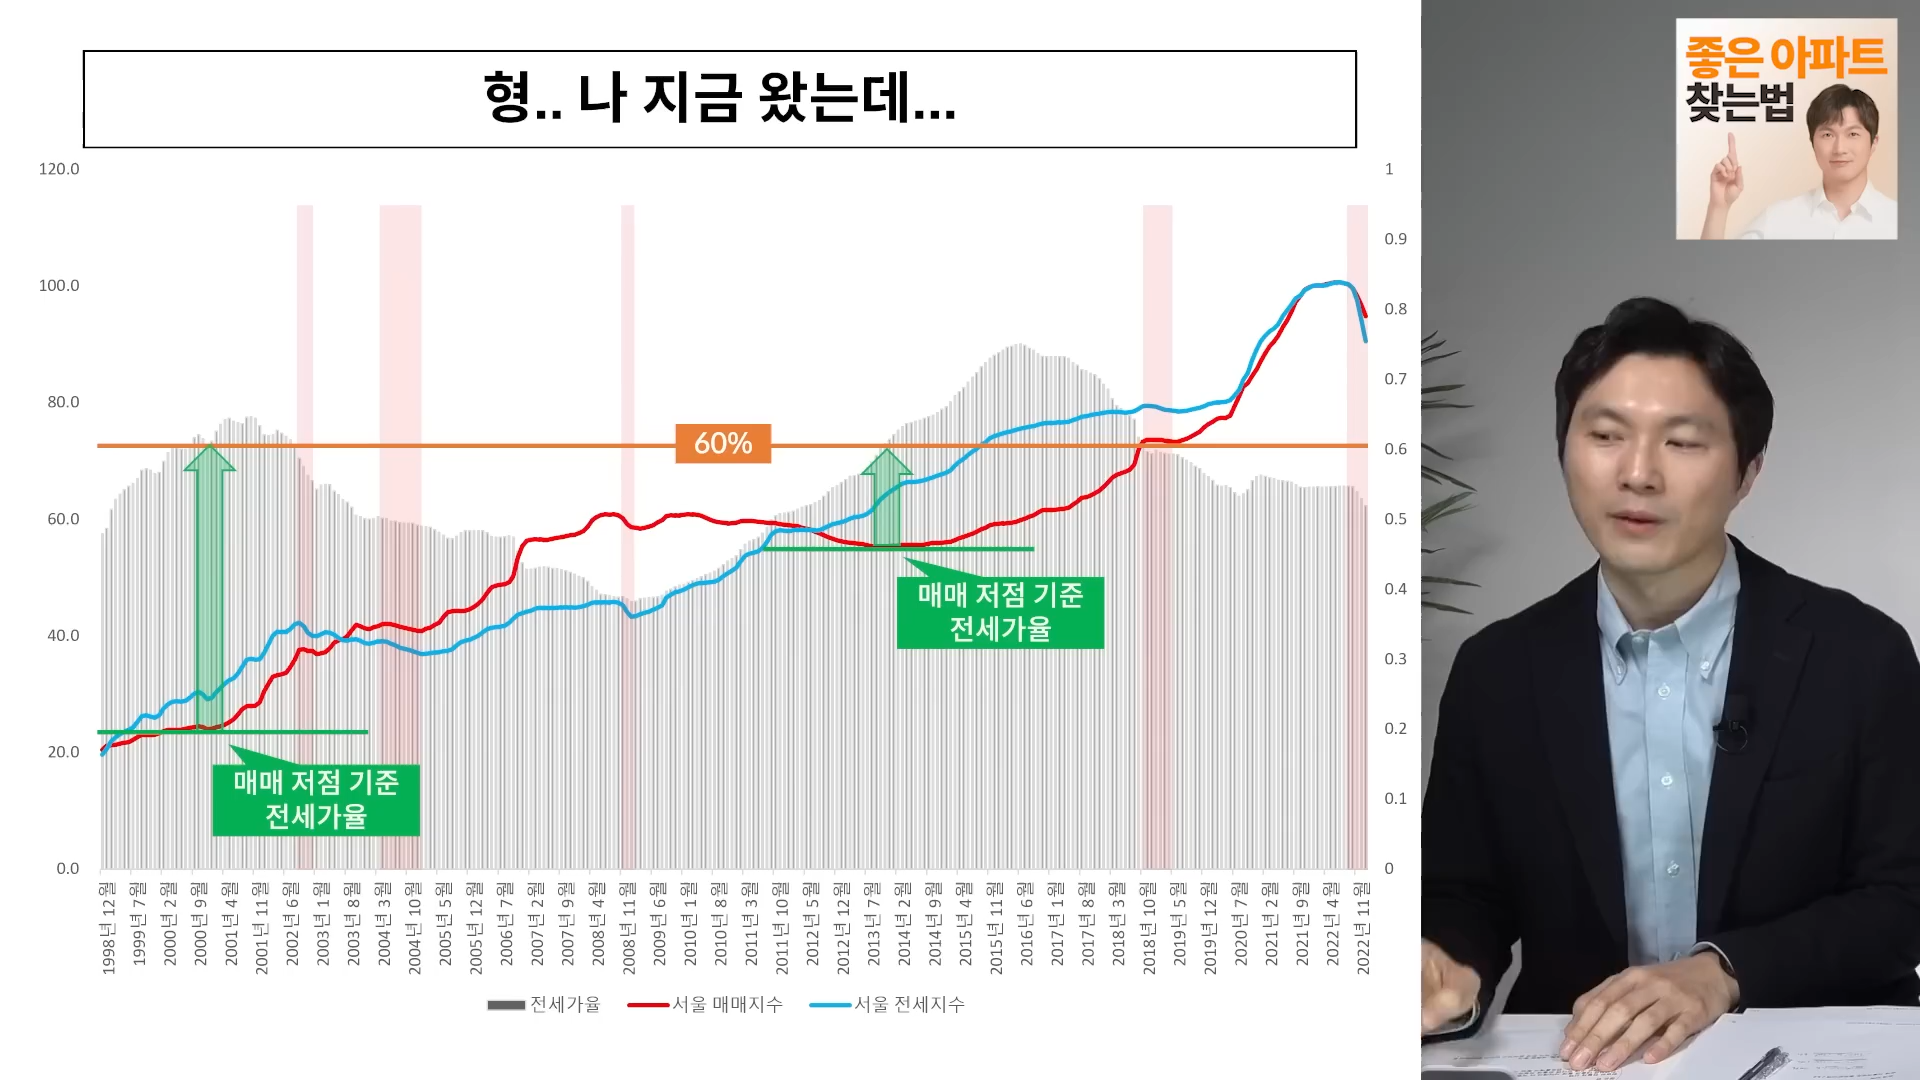 형.. 나 지금 왔는데...
좋은 아파트
찾는법
120.0
100.0
80.0
60.0
40.0
20.0
0.0
1
0.9
0.8
0.7
0.6
0.5
0.4
0.3
0.2
0.1
0
60%
매매 저점 기준
전세가율
매매 저점 기준
전세가율
1998년 12월
1999년 7월
2000년 2월
2000년 9월
2001년 4월
2001년 11월
2002년 6월
2003년 1월
2003년 8월
2004년 3월
2004년 10월
2005년 5월
2005년 12월
2006년 7월
2007년 2월
2007년 9월
2008년 4월
2008년 11월
2009년 6월
2010년 1월
2010년 8월
2011년 3월
2011년 10월
2012년 5월
2012년 12월
2013년 7월
2014년 2월
2014년 9월
2015년 4월
2015년 11월
2016년 6월
2017년 1월
2017년 8월
2018년 3월
2018년 10월
2019년 5월
2019년 12월
2020년 7월
2021년 2월
2021년 9월
2022년 4월
2022년 11월
전세가율 서울 매매지수 서울 전세지수